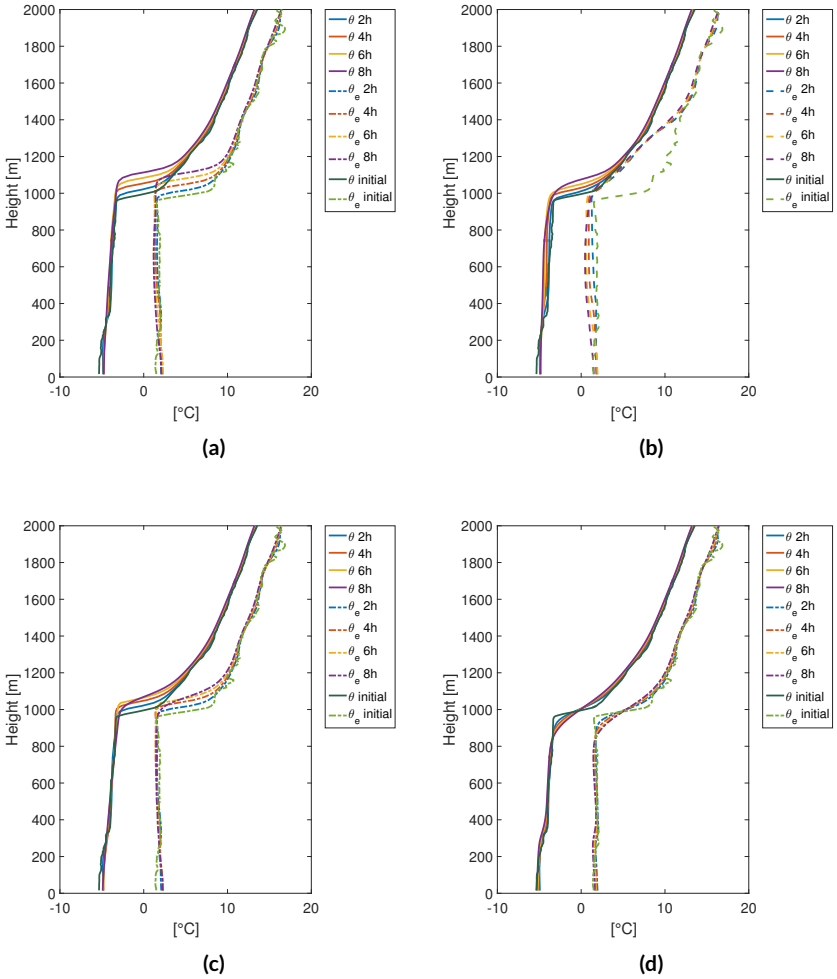 2000
1800
1600
1400
1200
1000
800
600
400
200
0
Height [m]
-10 0 10 20
[°C]
θ 2h
θ 4h
θ 6h
θ 8h
θe 2h
θe 4h
θe 6h
θe 8h
θ initial
θe initial
(a)
2000
1800
1600
1400
1200
1000
800
600
400
200
0
Height [m]
-10 0 10 20
[°C]
θ 2h
θ 4h
θ 6h
θ 8h
θe 2h
θe 4h
θe 6h
θe 8h
θ initial
θe initial
(b)
2000
1800
1600
1400
1200
1000
800
600
400
200
0
Height [m]
-10 0 10 20
[°C]
θ 2h
θ 4h
θ 6h
θ 8h
θe 2h
θe 4h
θe 6h
θe 8h
θ initial
θe initial
(c)
2000
1800
1600
1400
1200
1000
800
600
400
200
0
Height [m]
-10 0 10 20
[°C]
θ 2h
θ 4h
θ 6h
θ 8h
θe 2h
θe 4h
θe 6h
θe 8h
θ initial
θe initial
(d)